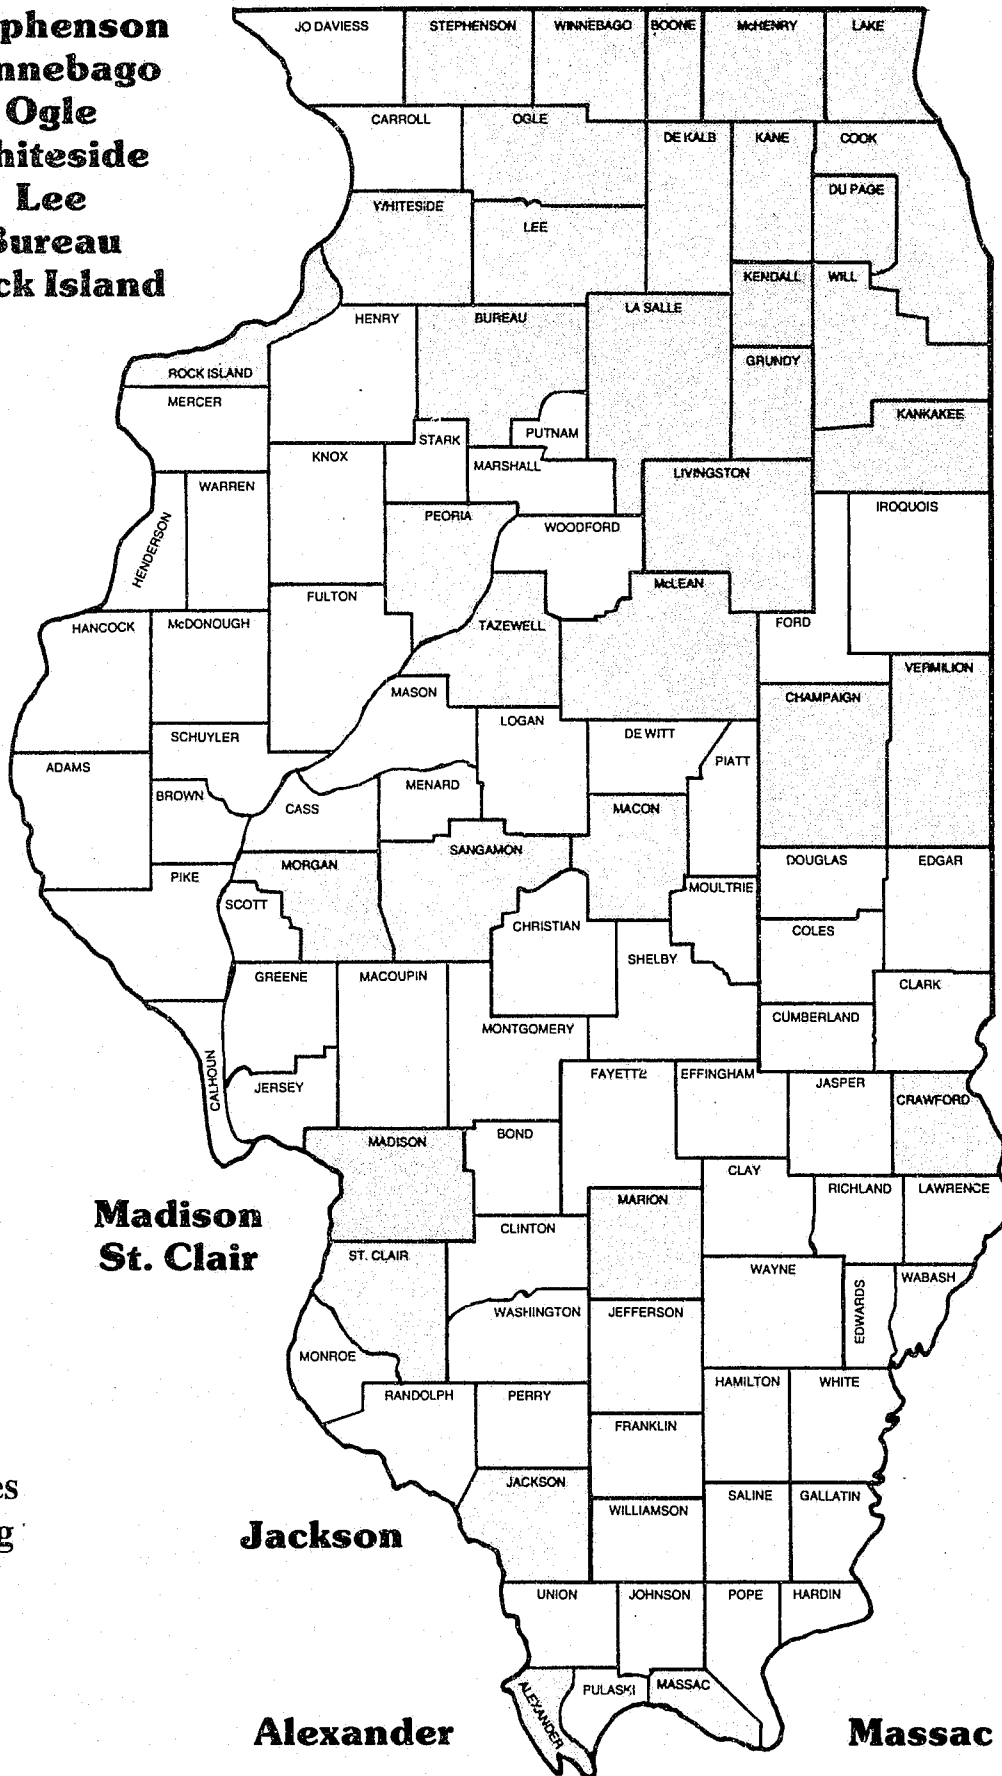 phenson
nnebago
Ogle
hiteside
Lee
Bureau
ck Island
JO DAVIESS STEPHENSON WINNEBAGO BOONE McHENRY LAKE
CARROLL OGLE DE KALB KANE COOK
DU PAGE
WHITESIDE LEE
KENDALL WILL
HENRY BUREAU LA SALLE
ROCK ISLAND GRUNDY
MERCER KANKAKEE
STARK PUTNAM
KNOX MARSHALL LIVINGSTON
WARREN IROQUOIS
HENDERSON PEORIA WOODFORD
McLEAN
FULTON
HANCOCK McDONOUGH TAZEWELL FORD
VERMILION
MASON CHAMPAIGN
LOGAN
SCHUYLER DE WITT
ADAMS PIATT
BROWN CASS MENARD
MACON
SANGAMON
MORGAN DOUGLAS EDGAR
PIKE MOULTRIE
SCOTT
CHRISTIAN COLES
SHELBY
GREENE MACOUPIN CLARK
CUMBERLAND
MONTGOMERY
CALHOUN FAYETTE EFFINGHAM
JERSEY JASPER
CRAWFORD
MADISON BOND
CLAY
RICHLAND LAWRENCE
MARION
Madison
CLINTON
St. Clair
ST. CLAIR WAYNE
WABASH
WASHINGTON JEFFERSON EDWARDS
MONROE
RANDOLPH PERRY HAMILTON WHITE
FRANKLIN
es
JACKSON
SALINE GALLATIN
WILLIAMSON
g
Jackson
UNION JOHNSON POPE HARDIN
ALEXANDER PULASKI MASSAC
Alexander Massac